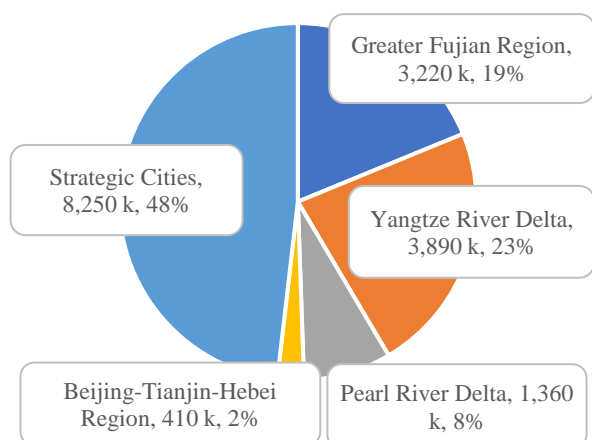 Greater Fujian Region,
3,220 k, 19%
Strategic Cities,
8,250 k, 48%
Yangtze River Delta,
3,890 k, 23%
Beijing-Tianjin-Hebei
Region, 410 k, 2%
Pearl River Delta, 1,360
k, 8%